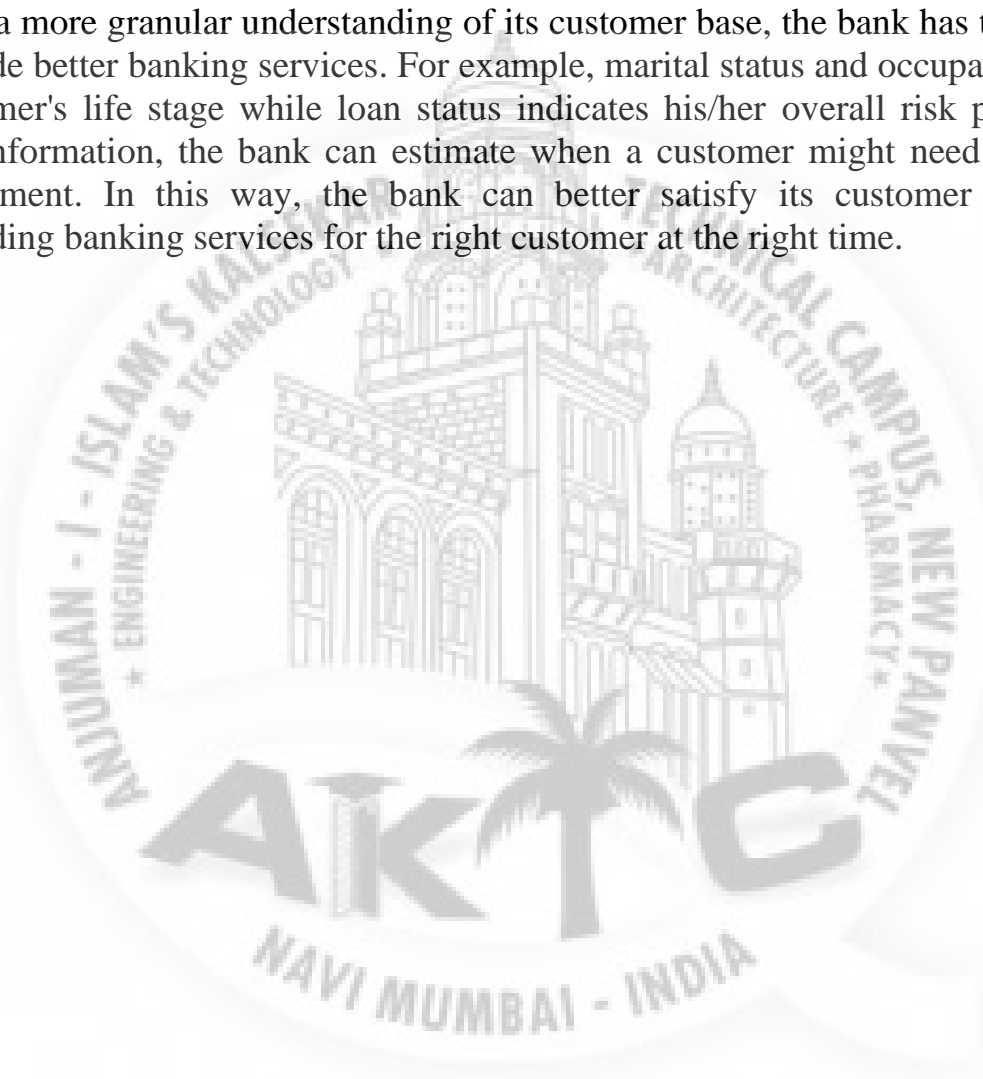 a more granular understanding of its customer base, the bank has t
de better banking services. For example, marital status and occupa
mer's life stage while loan status indicates his/her overall risk p
nformation, the bank can estimate when a customer might need
ment. In this way, the bank can better satisfy its customer
ding banking services for the right customer at the right time.
ANJUMAN - I - ISLAM'S KALSEKAR TECHNICAL CAMPUS, NEW PANVEL
* ENGINEERING & TECHNOLOGY * ARCHITECTURE * PHARMACY *
AKTC
NAVI MUMBAI - INDIA